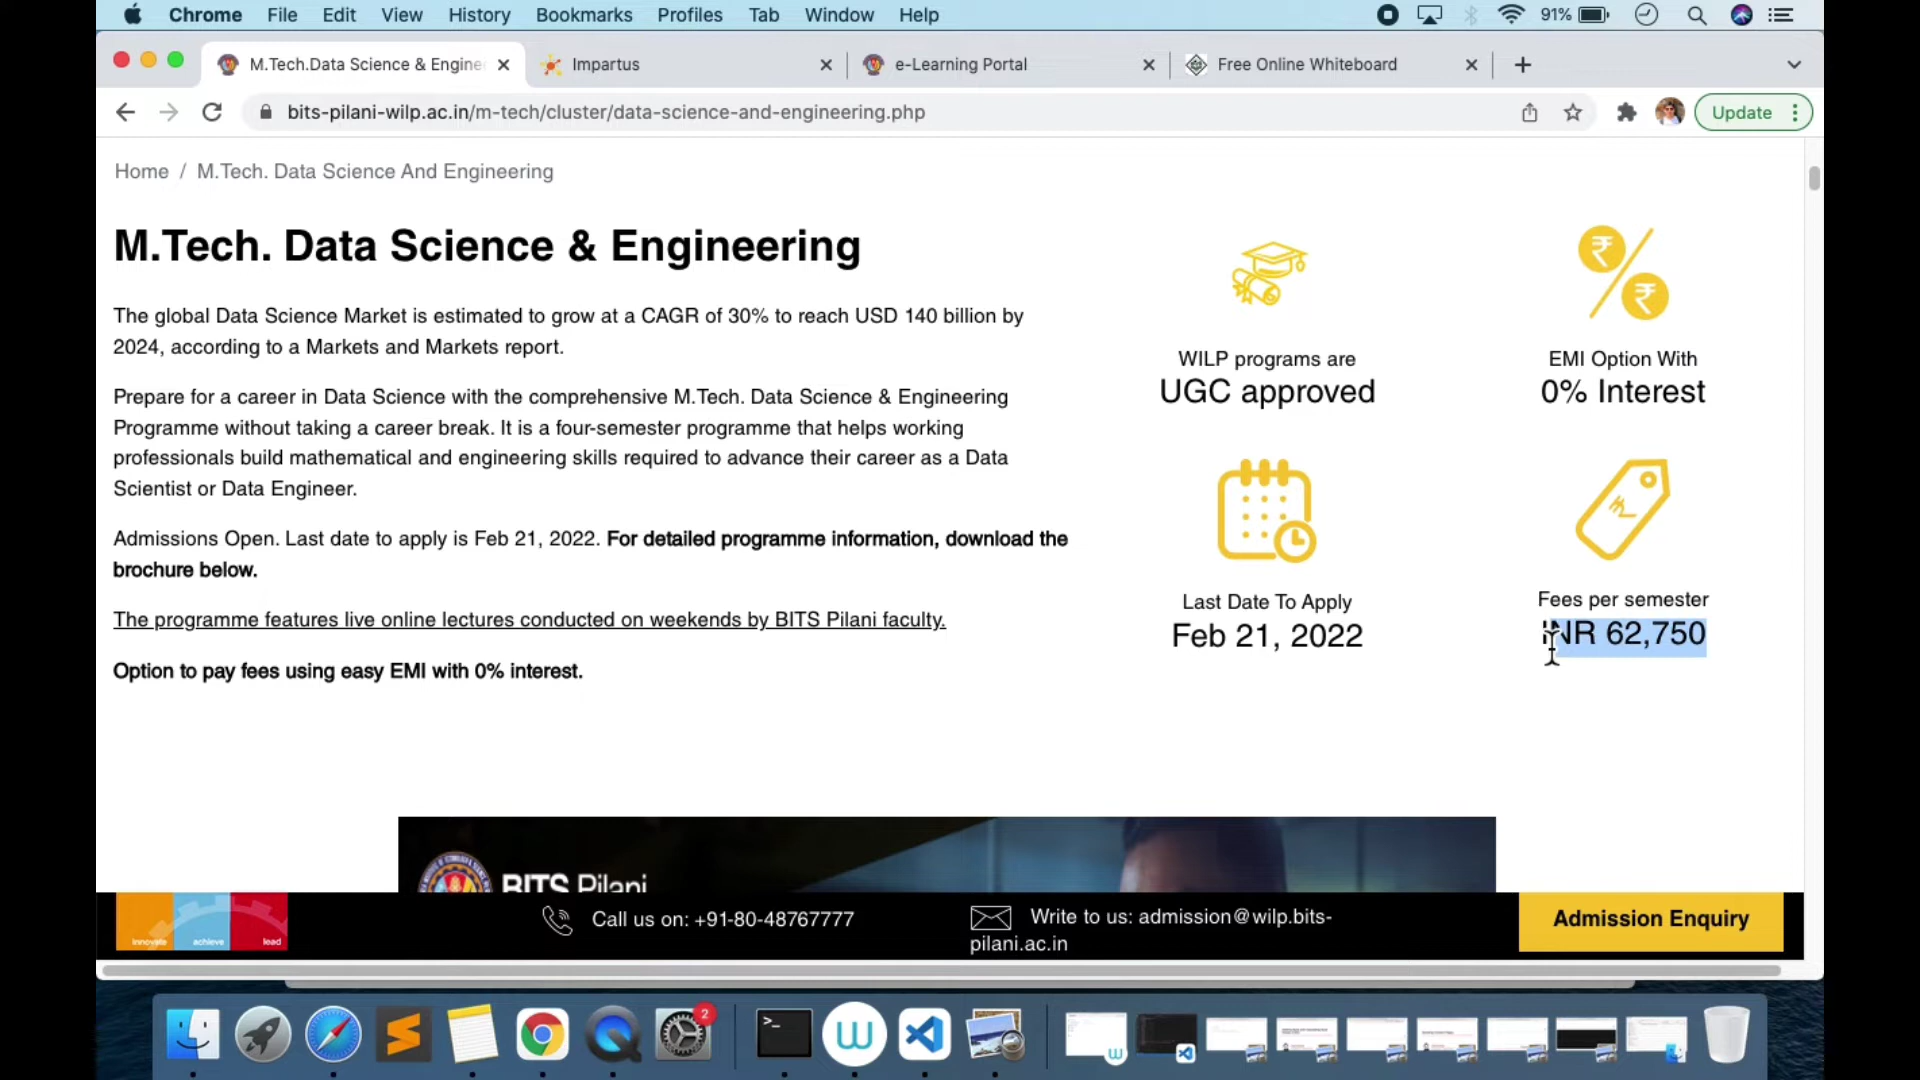 Chrome File Edit View History Bookmarks Profiles Tab Window Help 91%
M.Tech.Data Science & Engine Impartus e-Learning Portal Free Online Whiteboard
bits-pilani-wilp.ac.in/m-tech/cluster/data-science-and-engineering.php Update
Home / M.Tech. Data Science And Engineering
M.Tech. Data Science & Engineering
The global Data Science Market is estimated to grow at a CAGR of 30% to reach USD 140 billion by
2024, according to a Markets and Markets report.
Prepare for a career in Data Science with the comprehensive M.Tech. Data Science & Engineering
Programme without taking a career break. It is a four-semester programme that helps working
professionals build mathematical and engineering skills required to advance their career as a Data
Scientist or Data Engineer.
Admissions Open. Last date to apply is Feb 21, 2022. For detailed programme information, download the
brochure below.
The programme features live online lectures conducted on weekends by BITS Pilani faculty.
Option to pay fees using easy EMI with 0% interest.
WILP programs are
UGC approved
EMI Option With
0% Interest
Last Date To Apply
Feb 21, 2022
Fees per semester
INR 62,750
BITS Pilani
innovate achieve lead
Call us on: +91-80-48767777
Write to us: admission@wilp.bits-
pilani.ac.in
Admission Enquiry
2